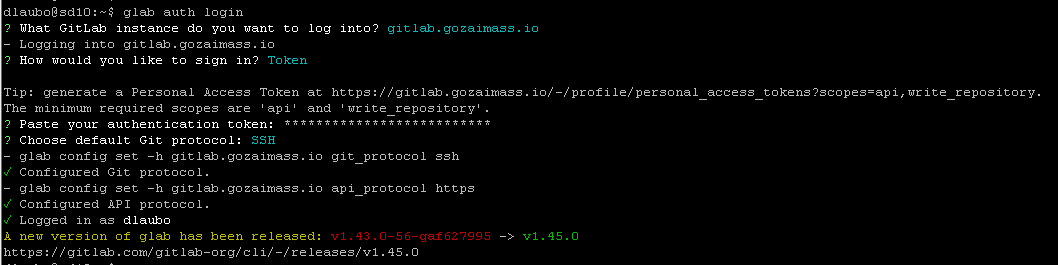 dlaubo@sd10:~$ glab auth login
? What GitLab instance do you want to log into? gitlab.gozaimass.io
- Logging into gitlab.gozaimass.io
? How would you like to sign in? Token
Tip: generate a Personal Access Token at https://gitlab.gozaimass.io/-/profile/personal_access_tokens?scopes=api,write_repository.
The minimum required scopes are 'api' and 'write_repository'.
? Paste your authentication token: **************************
? Choose default Git protocol: SSH
- glab config set -h gitlab.gozaimass.io git_protocol ssh
✓ Configured Git protocol.
- glab config set -h gitlab.gozaimass.io api_protocol https
✓ Configured API protocol.
✓ Logged in as dlaubo
A new version of glab has been released: v1.43.0-56-gaf627995 -> v1.45.0
https://gitlab.com/gitlab-org/cli/-/releases/v1.45.0